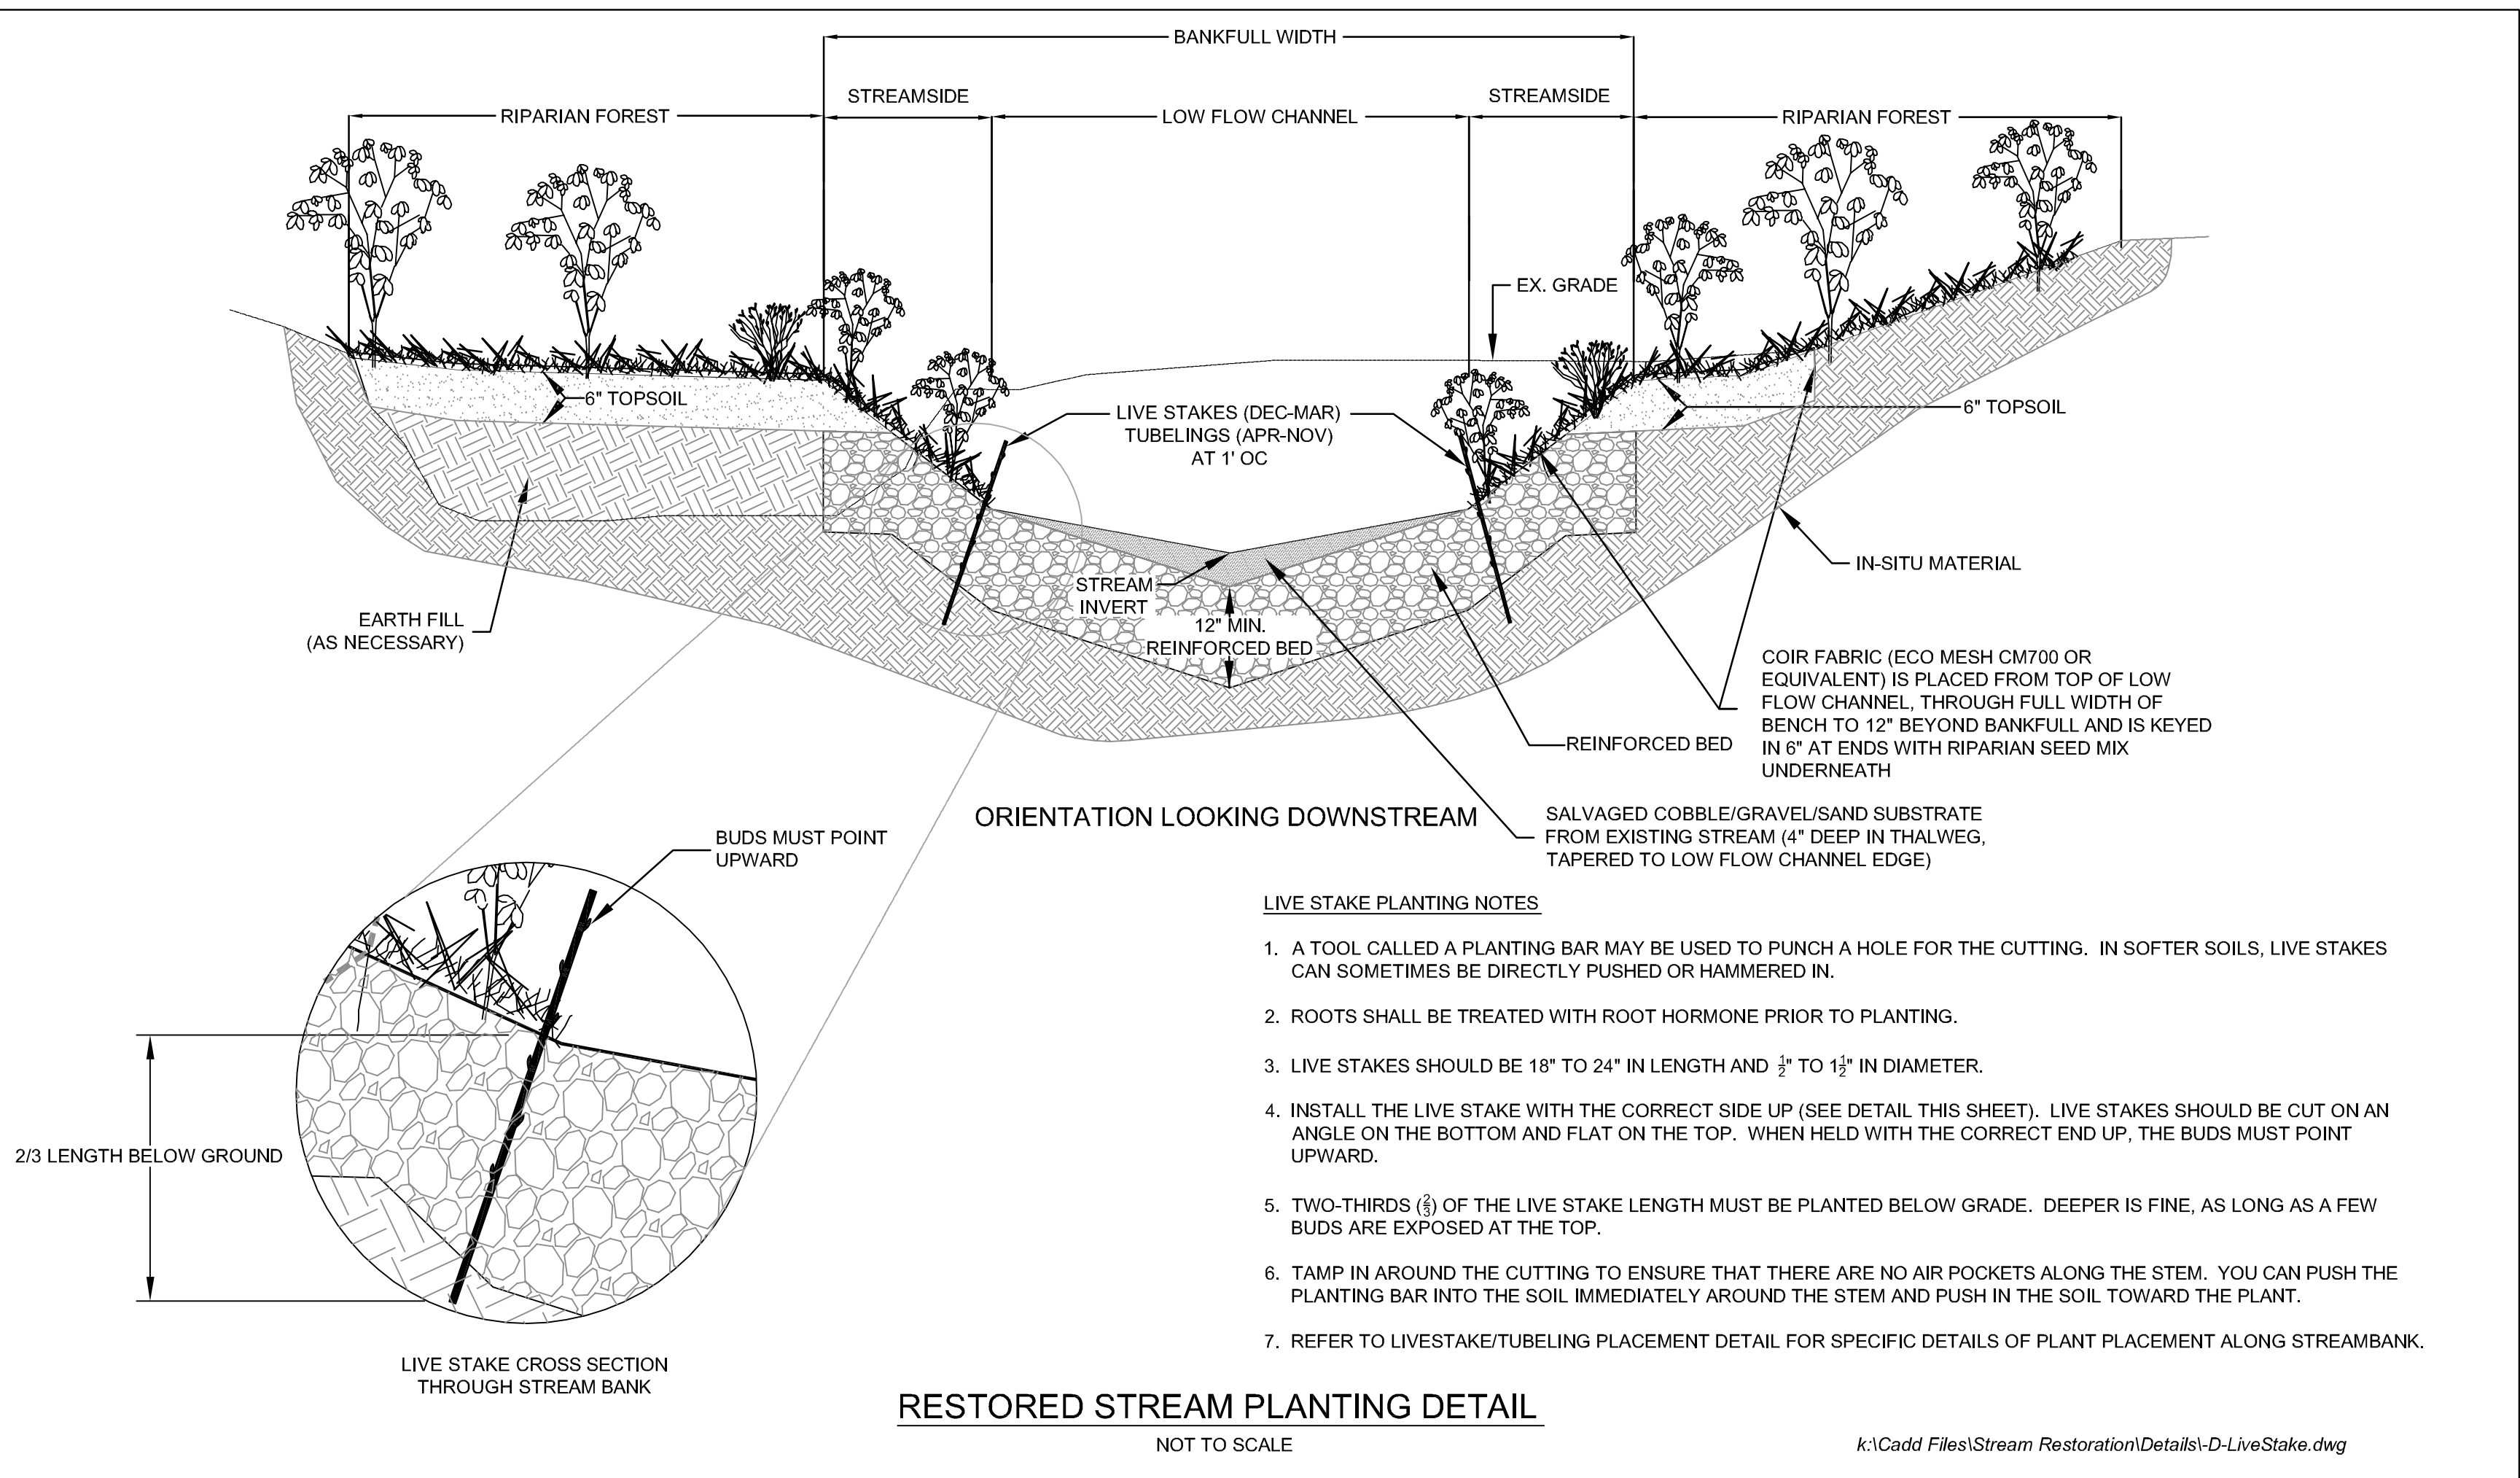 BANKFULL WIDTH
STREAMSIDE
STREAMSIDE
RIPARIAN FOREST
LOW FLOW CHANNEL
RIPARIAN FOREST
EX. GRADE
6" TOPSOIL
LIVE STAKES (DEC-MAR)
TUBELINGS (APR-NOV)
AT 1' OC
6" TOPSOIL
IN-SITU MATERIAL
STREAM
INVERT
12" MIN.
REINFORCED BED
EARTH FILL
(AS NECESSARY)
COIR FABRIC (ECO MESH CM700 OR
EQUIVALENT) IS PLACED FROM TOP OF LOW
FLOW CHANNEL, THROUGH FULL WIDTH OF
BENCH TO 12" BEYOND BANKFULL AND IS KEYED
IN 6" AT ENDS WITH RIPARIAN SEED MIX
UNDERNEATH
REINFORCED BED
ORIENTATION LOOKING DOWNSTREAM
SALVAGED COBBLE/GRAVEL/SAND SUBSTRATE
FROM EXISTING STREAM (4" DEEP IN THALWEG,
TAPERED TO LOW FLOW CHANNEL EDGE)
BUDS MUST POINT
UPWARD
2/3 LENGTH BELOW GROUND
LIVE STAKE CROSS SECTION
THROUGH STREAM BANK
LIVE STAKE PLANTING NOTES
1. A TOOL CALLED A PLANTING BAR MAY BE USED TO PUNCH A HOLE FOR THE CUTTING. IN SOFTER SOILS, LIVE STAKES
CAN SOMETIMES BE DIRECTLY PUSHED OR HAMMERED IN.
2. ROOTS SHALL BE TREATED WITH ROOT HORMONE PRIOR TO PLANTING.
3. LIVE STAKES SHOULD BE 18" TO 24" IN LENGTH AND ½" TO 1½" IN DIAMETER.
4. INSTALL THE LIVE STAKE WITH THE CORRECT SIDE UP (SEE DETAIL THIS SHEET). LIVE STAKES SHOULD BE CUT ON AN
ANGLE ON THE BOTTOM AND FLAT ON THE TOP. WHEN HELD WITH THE CORRECT END UP, THE BUDS MUST POINT
UPWARD.
5. TWO-THIRDS (⅔) OF THE LIVE STAKE LENGTH MUST BE PLANTED BELOW GRADE. DEEPER IS FINE, AS LONG AS A FEW
BUDS ARE EXPOSED AT THE TOP.
6. TAMP IN AROUND THE CUTTING TO ENSURE THAT THERE ARE NO AIR POCKETS ALONG THE STEM. YOU CAN PUSH THE
PLANTING BAR INTO THE SOIL IMMEDIATELY AROUND THE STEM AND PUSH IN THE SOIL TOWARD THE PLANT.
7. REFER TO LIVESTAKE/TUBELING PLACEMENT DETAIL FOR SPECIFIC DETAILS OF PLANT PLACEMENT ALONG STREAMBANK.
RESTORED STREAM PLANTING DETAIL
NOT TO SCALE
k:\Cadd Files\Stream Restoration\Details\-D-LiveStake.dwg